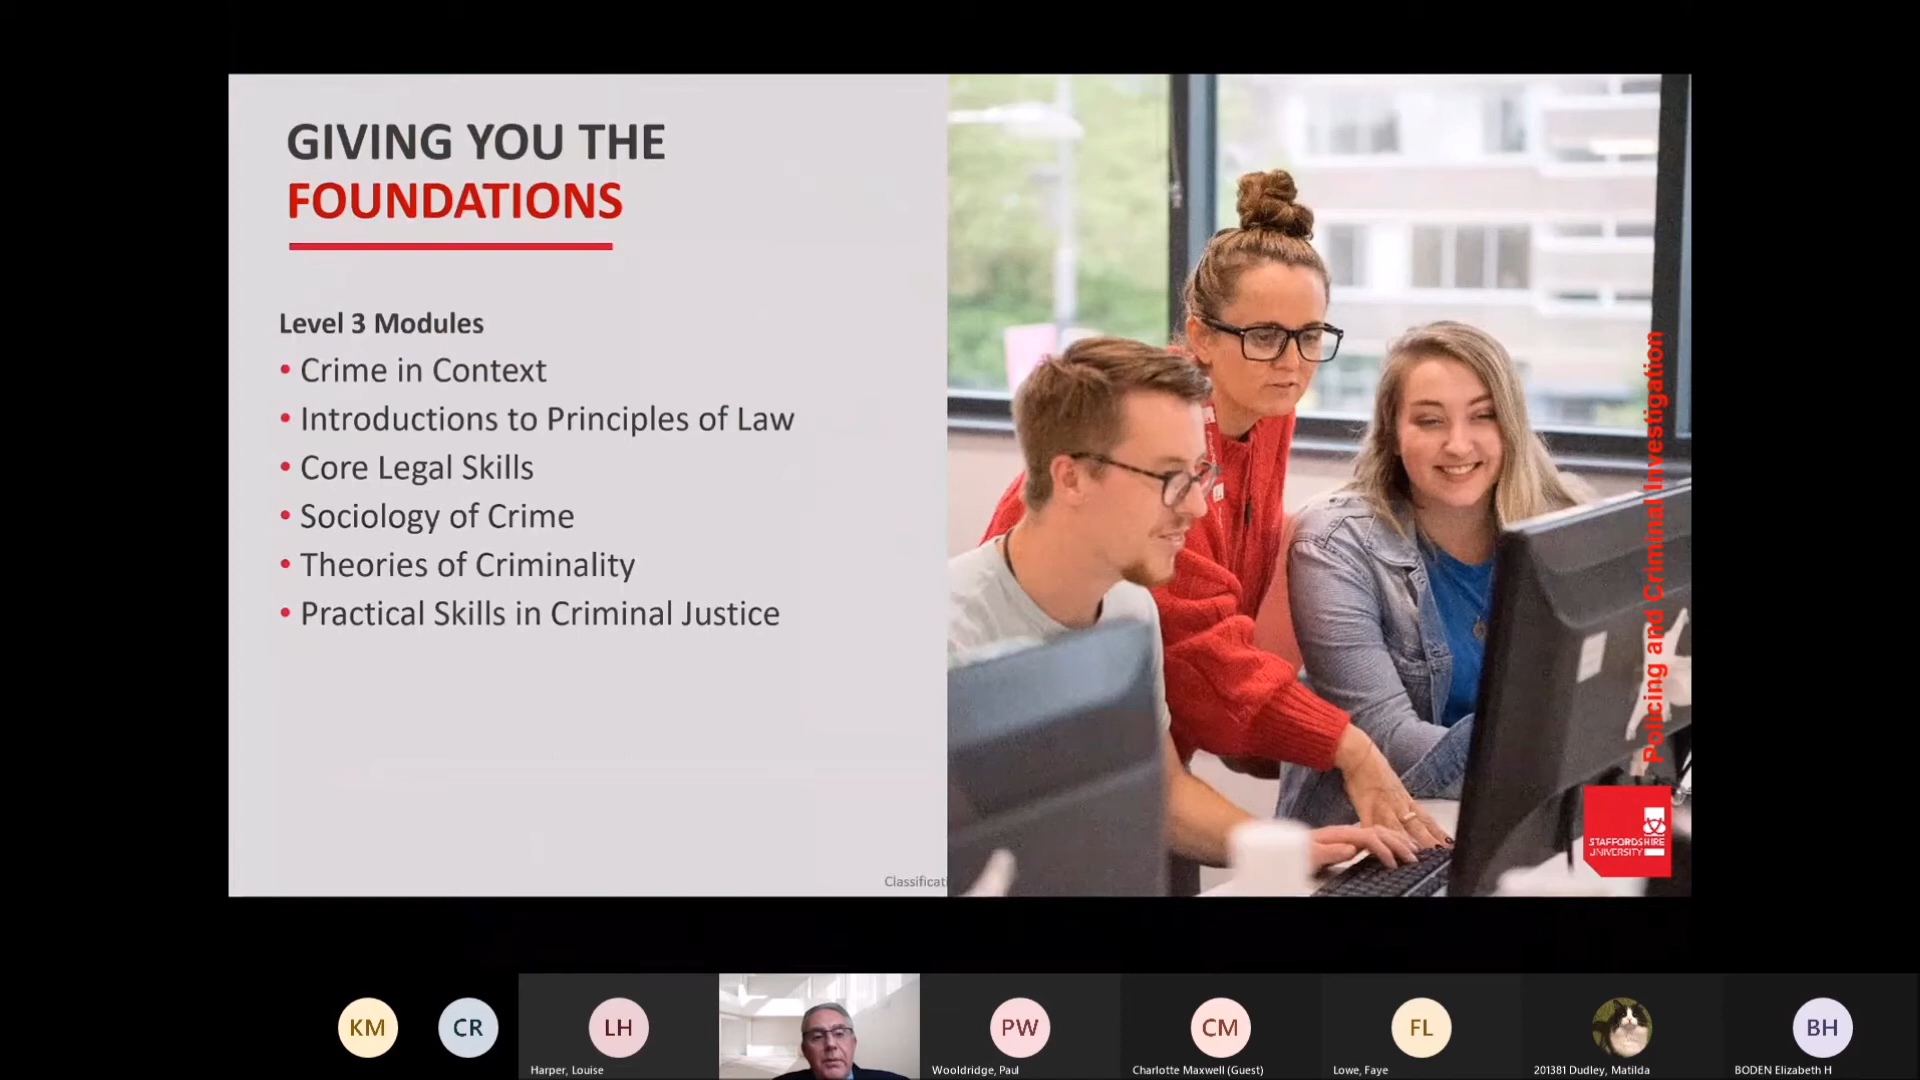 GIVING YOU THE
FOUNDATIONS
Level 3 Modules
• Crime in Context
• Introductions to Principles of Law
• Core Legal Skills
• Sociology of Crime
• Theories of Criminality
• Practical Skills in Criminal Justice
Classificati
Policing and Criminal Investigation
STAFFORDSHIRE
UNIVERSITY
KM
CR
LH
PW
CM
FL
BH
Harper, Louise
Wooldridge, Paul
Charlotte Maxwell (Guest)
Lowe, Faye
201381 Dudley, Matilda
BODEN Elizabeth H